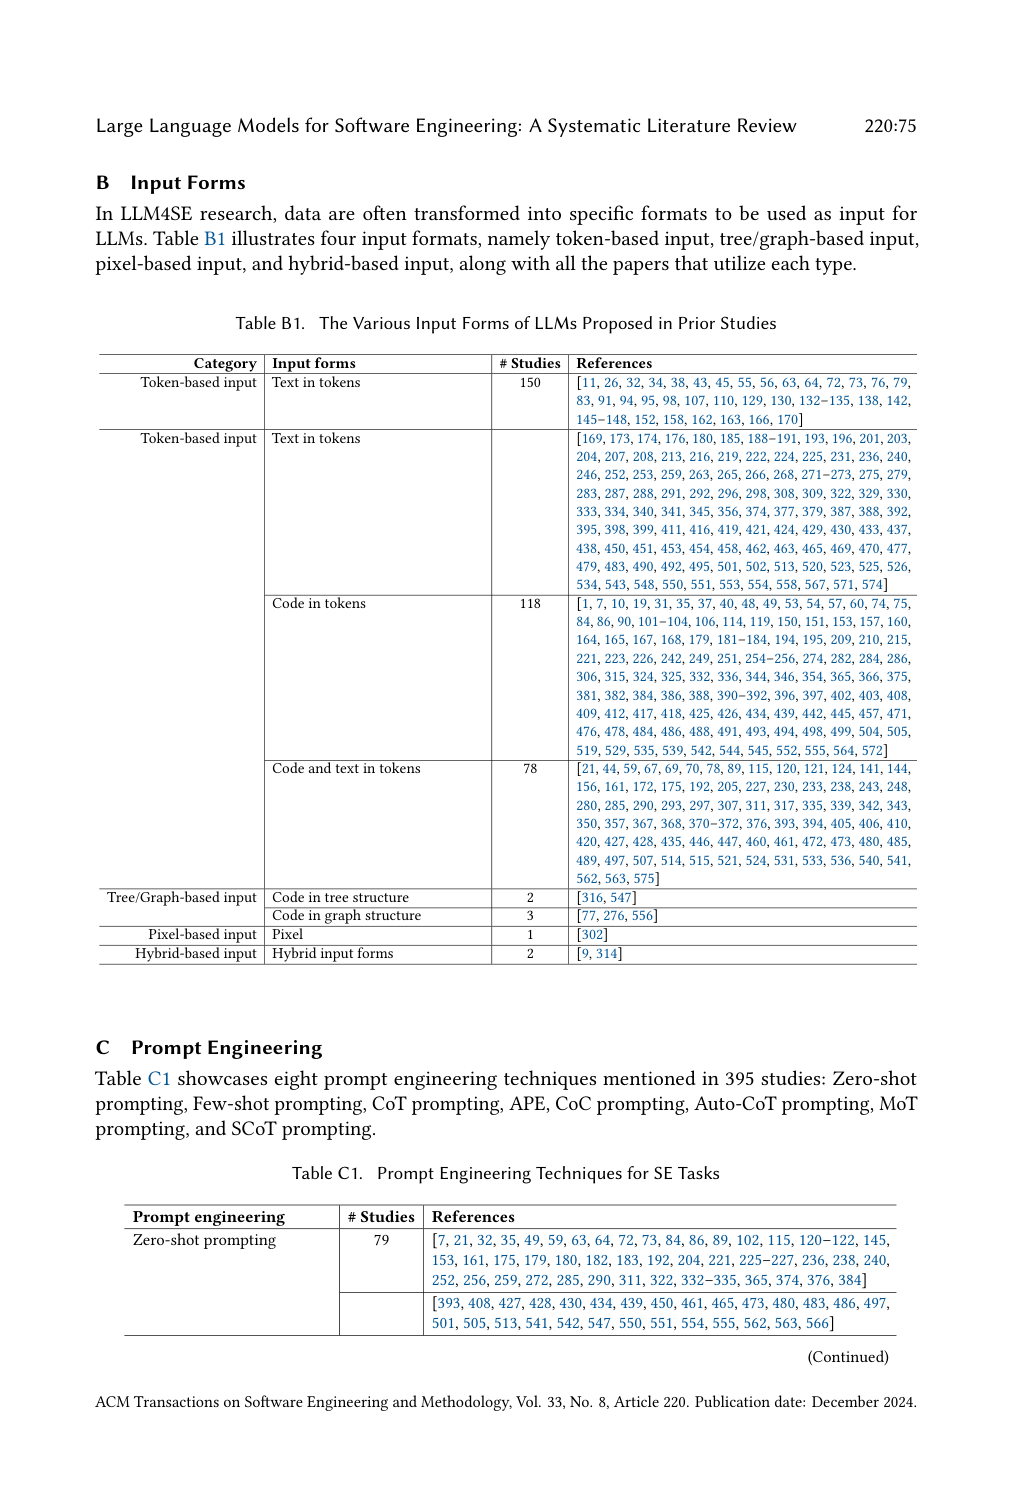 Large Language Models for Software Engineering: A Systematic Literature Review 220:75
B Input Forms
In LLM4SE research, data are often transformed into specific formats to be used as input for
LLMs. Table B1 illustrates four input formats, namely token-based input, tree/graph-based input,
pixel-based input, and hybrid-based input, along with all the papers that utilize each type.
Table B1. The Various Input Forms of LLMs Proposed in Prior Studies
Category Input forms # Studies References
Token-based input Text in tokens 150 [11, 26, 32, 34, 38, 43, 45, 55, 56, 63, 64, 72, 73, 76, 79,
83, 91, 94, 95, 98, 107, 110, 129, 130, 132–135, 138, 142,
145–148, 152, 158, 162, 163, 166, 170]
Token-based input Text in tokens [169, 173, 174, 176, 180, 185, 188–191, 193, 196, 201, 203,
204, 207, 208, 213, 216, 219, 222, 224, 225, 231, 236, 240,
246, 252, 253, 259, 263, 265, 266, 268, 271–273, 275, 279,
283, 287, 288, 291, 292, 296, 298, 308, 309, 322, 329, 330,
333, 334, 340, 341, 345, 356, 374, 377, 379, 387, 388, 392,
395, 398, 399, 411, 416, 419, 421, 424, 429, 430, 433, 437,
438, 450, 451, 453, 454, 458, 462, 463, 465, 469, 470, 477,
479, 483, 490, 492, 495, 501, 502, 513, 520, 523, 525, 526,
534, 543, 548, 550, 551, 553, 554, 558, 567, 571, 574]
Code in tokens 118 [1, 7, 10, 19, 31, 35, 37, 40, 48, 49, 53, 54, 57, 60, 74, 75,
84, 86, 90, 101–104, 106, 114, 119, 150, 151, 153, 157, 160,
164, 165, 167, 168, 179, 181–184, 194, 195, 209, 210, 215,
221, 223, 226, 242, 249, 251, 254–256, 274, 282, 284, 286,
306, 315, 324, 325, 332, 336, 344, 346, 354, 365, 366, 375,
381, 382, 384, 386, 388, 390–392, 396, 397, 402, 403, 408,
409, 412, 417, 418, 425, 426, 434, 439, 442, 445, 457, 471,
476, 478, 484, 486, 488, 491, 493, 494, 498, 499, 504, 505,
519, 529, 535, 539, 542, 544, 545, 552, 555, 564, 572]
Code and text in tokens 78 [21, 44, 59, 67, 69, 70, 78, 89, 115, 120, 121, 124, 141, 144,
156, 161, 172, 175, 192, 205, 227, 230, 233, 238, 243, 248,
280, 285, 290, 293, 297, 307, 311, 317, 335, 339, 342, 343,
350, 357, 367, 368, 370–372, 376, 393, 394, 405, 406, 410,
420, 427, 428, 435, 446, 447, 460, 461, 472, 473, 480, 485,
489, 497, 507, 514, 515, 521, 524, 531, 533, 536, 540, 541,
562, 563, 575]
Tree/Graph-based input Code in tree structure 2 [316, 547]
Code in graph structure 3 [77, 276, 556]
Pixel-based input Pixel 1 [302]
Hybrid-based input Hybrid input forms 2 [9, 314]
C Prompt Engineering
Table C1 showcases eight prompt engineering techniques mentioned in 395 studies: Zero-shot
prompting, Few-shot prompting, CoT prompting, APE, CoC prompting, Auto-CoT prompting, MoT
prompting, and SCoT prompting.
Table C1. Prompt Engineering Techniques for SE Tasks
Prompt engineering # Studies References
Zero-shot prompting 79 [7, 21, 32, 35, 49, 59, 63, 64, 72, 73, 84, 86, 89, 102, 115, 120–122, 145,
153, 161, 175, 179, 180, 182, 183, 192, 204, 221, 225–227, 236, 238, 240,
252, 256, 259, 272, 285, 290, 311, 322, 332–335, 365, 374, 376, 384]
[393, 408, 427, 428, 430, 434, 439, 450, 461, 465, 473, 480, 483, 486, 497,
501, 505, 513, 541, 542, 547, 550, 551, 554, 555, 562, 563, 566]
(Continued)
ACM Transactions on Software Engineering and Methodology, Vol. 33, No. 8, Article 220. Publication date: December 2024.